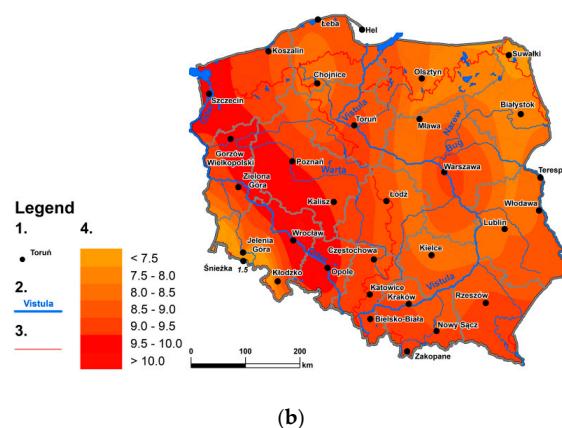 Łeba
Hel
Koszalin
Suwałki
Chojnice
Olsztyn
Szczecin
Białystok
Vistula
Toruń
Mława
Narew
Bug
Gorzów
Wielkopolski
Poznań
Warszawa
Terespol
Warta
Zielona
Góra
Kalisz
Łódź
Włodawa
Legend
Lublin
1.
4.
Wrocław
Toruń
Jelenia
Góra
Częstochowa
Kielce
< 7.5
Śnieżka 1.5
Opole
2.
7.5 - 8.0
Kłodzko
Vistula
Vistula
8.0 - 8.5
Katowice
Kraków
Rzeszów
3.
8.5 - 9.0
9.0 - 9.5
Bielsko-Biała
Nowy Sącz
9.5 - 10.0
Zakopane
> 10.0
0 100 200
km
(b)